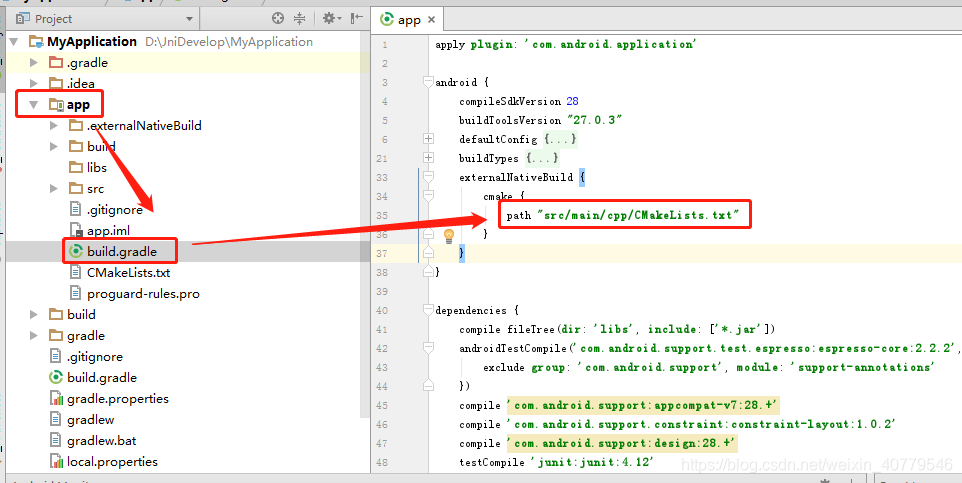 Project
MyApplication D:\JniDevelop\MyApplication
.gradle
.idea
app
.externalNativeBuild
build
libs
src
.gitignore
app.iml
build.gradle
CMakeLists.txt
proguard-rules.pro
build
gradle
.gitignore
build.gradle
gradle.properties
gradlew
gradlew.bat
local.properties
app
1 apply plugin: 'com.android.application'
2
3 android {
4 compileSdkVersion 28
5 buildToolsVersion "27.0.3"
6 defaultConfig {...}
21 buildTypes {...}
33 externalNativeBuild {
34 cmake {
35 path "src/main/cpp/CMakeLists.txt"
36 }
37 }
38 }
39
40 dependencies {
41 compile fileTree(dir: 'libs', include: ['*.jar'])
42 androidTestCompile('com.android.support.test.espresso:espresso-core:2.2.2',
43 exclude group: 'com.android.support', module: 'support-annotations'
44 })
45 compile 'com.android.support:appcompat-v7:28.+'
46 compile 'com.android.support.constraint:constraint-layout:1.0.2'
47 compile 'com.android.support:design:28.+'
48 testCompile 'junit:junit:4.12'
https://blog.csdn.net/weixin_40779546